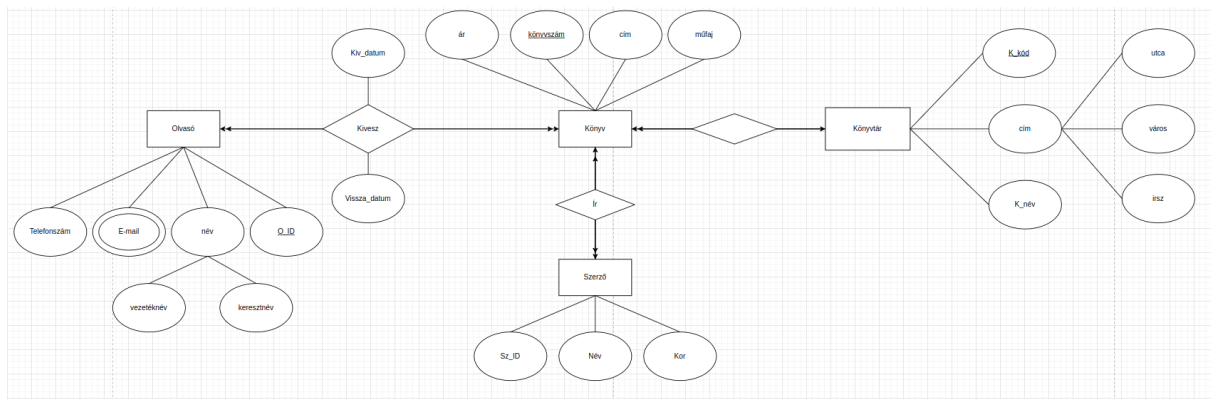 ár
könyvszám
cím
műfaj
Kiv_datum
K_kód
utca
Olvasó
Kivesz
Könyv
Könyvtár
cím
város
Vissza_datum
Ír
K_név
irsz
Telefonszám
E-mail
név
O_ID
Szerző
vezetéknév
keresztnév
Sz_ID
Név
Kor